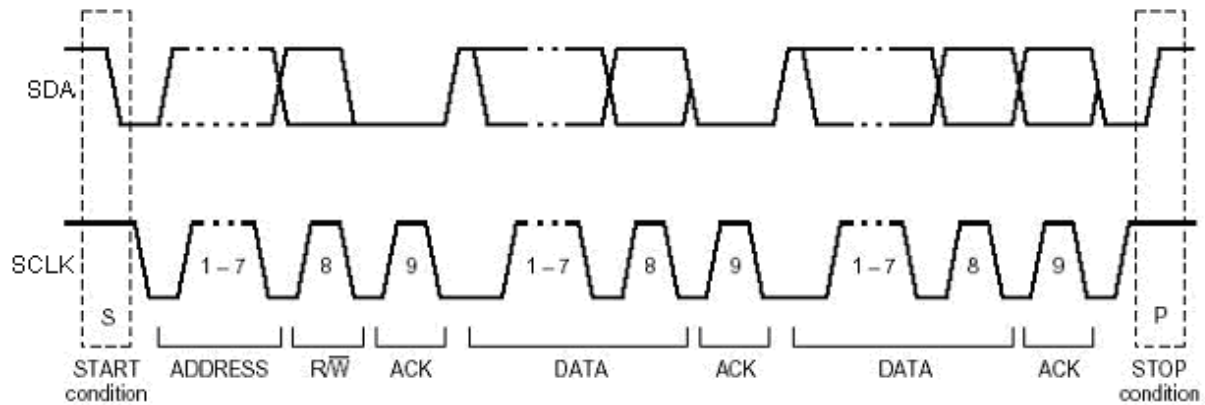 SDA
SCLK
1 – 7 8 9 1 – 7 8 9 1 – 7 8 9
S P
START condition
ADDRESS
R/W̅
ACK
DATA
ACK
DATA
ACK
STOP condition